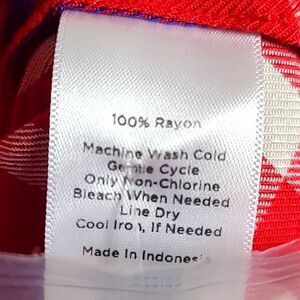 100% Rayon
Machine Wash Cold
Gentle Cycle
Only Non-Chlorine
Bleach When Needed
Line Dry
Cool Iron, If Needed
Made In Indonesia